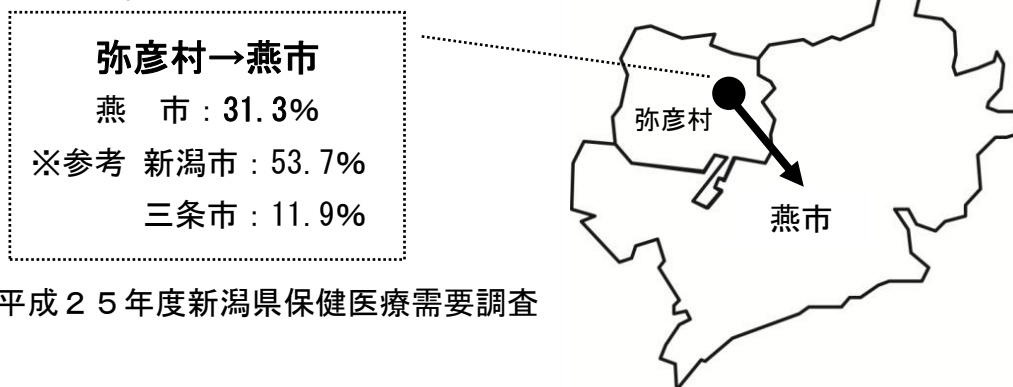 弥彦村→燕市
燕　市：31.3%
※参考 新潟市：53.7%
三条市：11.9%
弥彦村
燕市
平成２５年度新潟県保健医療需要調査